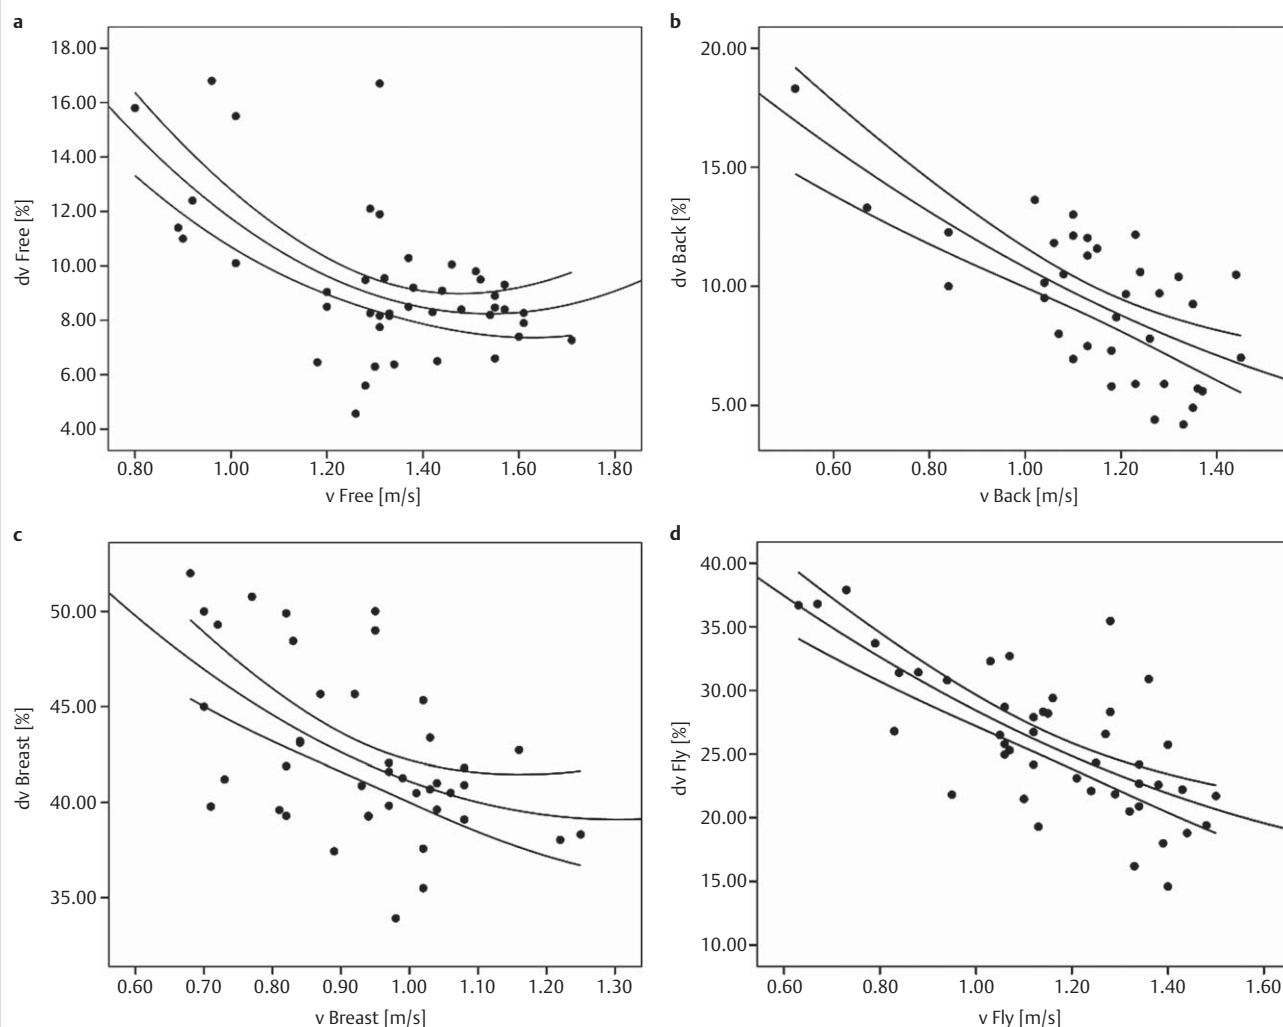 a
18.00
16.00
14.00
12.00
10.00
8.00
6.00
4.00
dv Free [%]
0.80 1.00 1.20 1.40 1.60 1.80
v Free [m/s]
b
20.00
15.00
10.00
5.00
dv Back [%]
0.60 0.80 1.00 1.20 1.40
v Back [m/s]
c
50.00
45.00
40.00
35.00
dv Breast [%]
0.60 0.70 0.80 0.90 1.00 1.10 1.20 1.30
v Breast [m/s]
d
40.00
35.00
30.00
25.00
20.00
15.00
10.00
dv Fly [%]
0.60 0.80 1.00 1.20 1.40 1.60
v Fly [m/s]